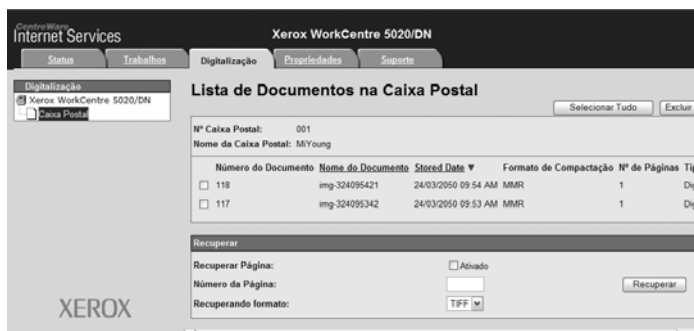 CentreWare
Internet Services
Xerox WorkCentre 5020/DN
Status Trabalhos Digitalização Propriedades Suporte
Digitalização
Xerox WorkCentre 5020/DN
Caixa Postal
Lista de Documentos na Caixa Postal
Selecionar Tudo Excluir
Nº Caixa Postal: 001
Nome da Caixa Postal: MiYoung
Número do Documento Nome do Documento Stored Date ▼ Formato de Compactação Nº de Páginas
118 img-324095421 24/03/2050 09:54 AM MMR 1
117 img-324095342 24/03/2050 09:53 AM MMR 1
Recuperar
Recuperar Página: Ativado
Número da Página: Recuperar
Recuperando formato: TIFF
XEROX